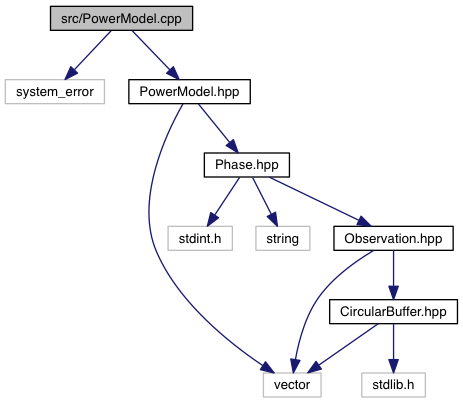 src/PowerModel.cpp
system_error
PowerModel.hpp
Phase.hpp
stdint.h
string
Observation.hpp
CircularBuffer.hpp
vector
stdlib.h